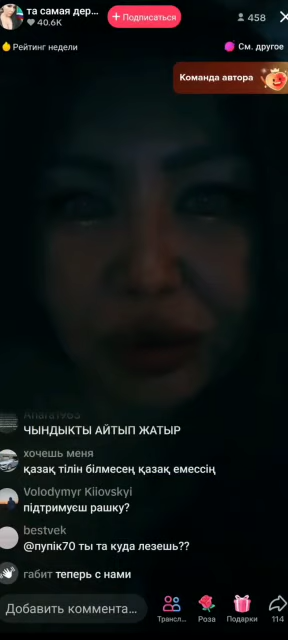 та самая дер...
40.6K
+ Подписаться
458
Рейтинг недели
См. другое
Команда автора
Anara1963
ЧЫНДЫКТЫ АЙТЫП ЖАТЫР
хочешь меня
қазақ тілін білмесең қазақ емессің
Volodymyr Kiiovskyi
підтримуєш рашку?
bestvek
@пупік70 ты та куда лезешь??
габит теперь с нами
Добавить коммента...
Трансл...
Роза
Подарки
114